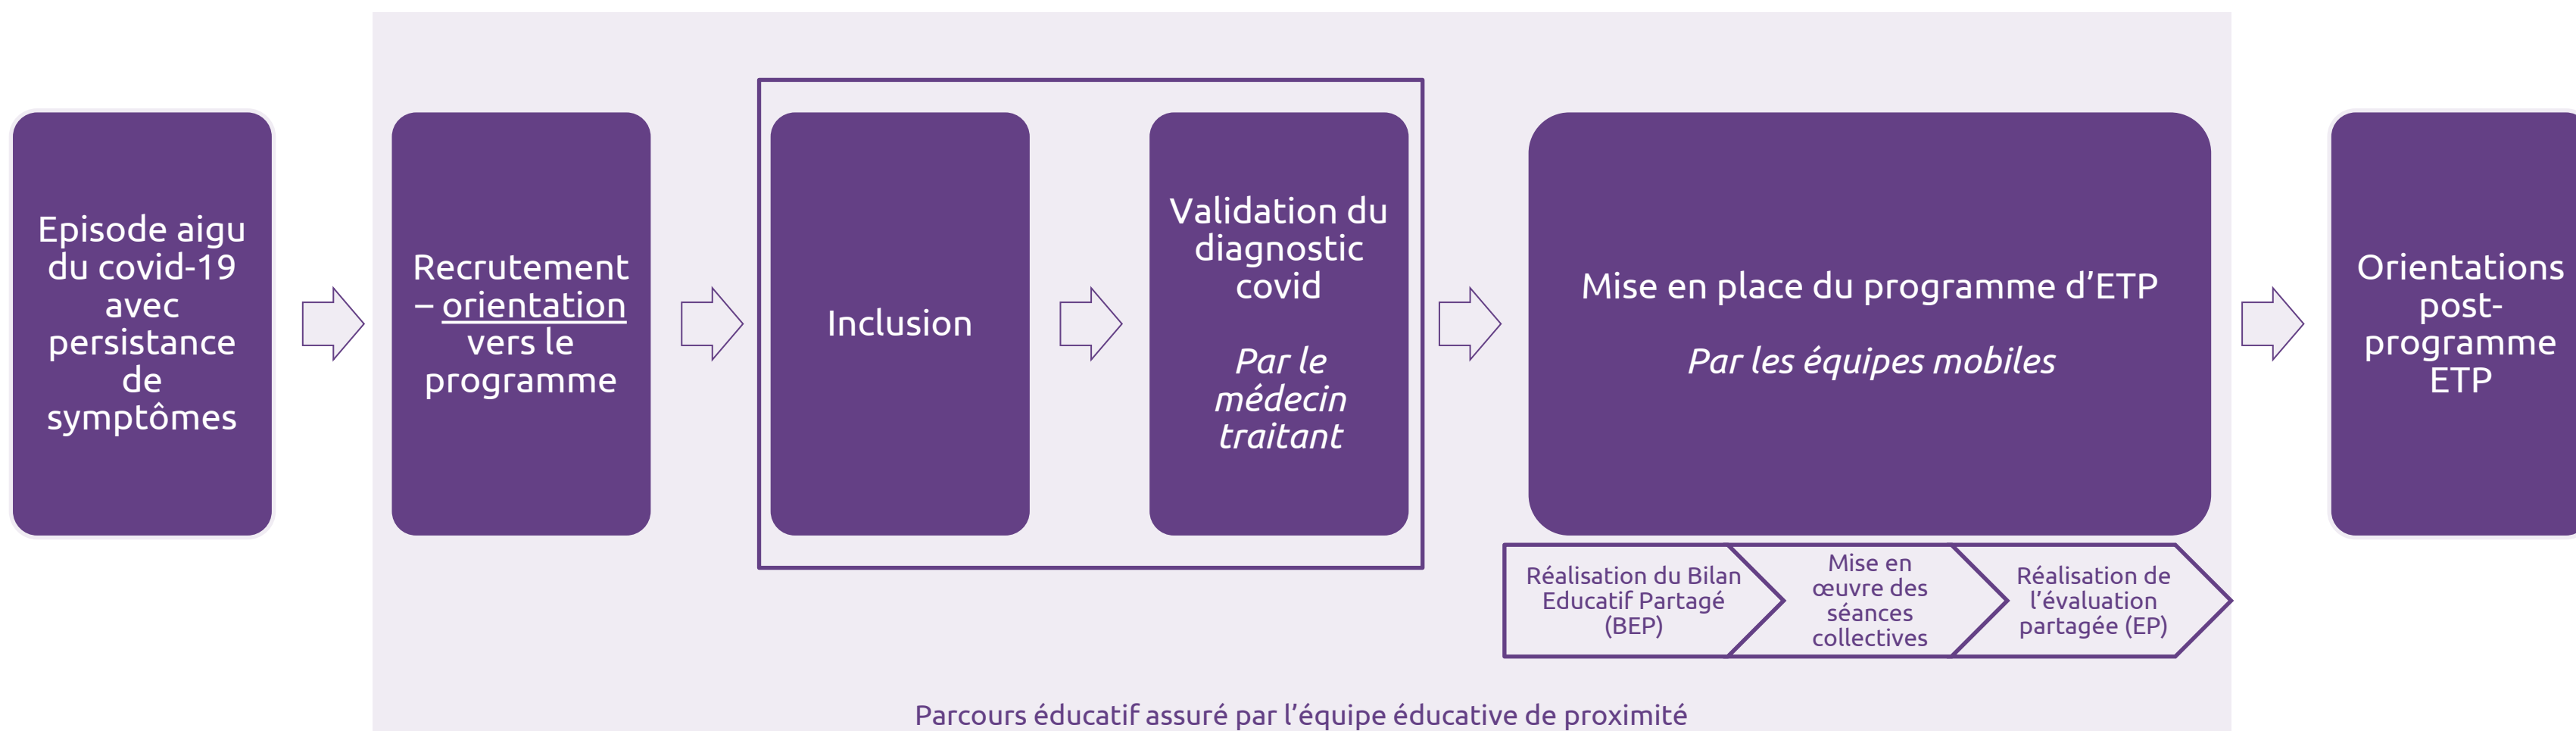 Episode aigu
du covid-19
avec
persistance
de
symptômes
Recrutement
– orientation
vers le
programme
Inclusion
Validation du
diagnostic
covid
Par le
médecin
traitant
Mise en place du programme d’ETP
Par les équipes mobiles
Réalisation du Bilan
Educatif Partagé
(BEP)
Mise en
œuvre des
séances
collectives
Réalisation de
l’évaluation
partagée (EP)
Orientations
post-
programme
ETP
Parcours éducatif assuré par l’équipe éducative de proximité